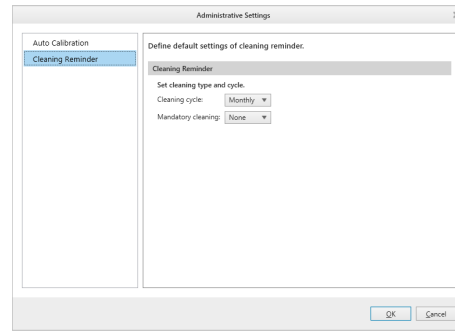 Administrative Settings
Auto Calibration
Cleaning Reminder
Define default settings of cleaning reminder.
Cleaning Reminder
Set cleaning type and cycle.
Cleaning cycle: Monthly
Mandatory cleaning: None
OK Cancel